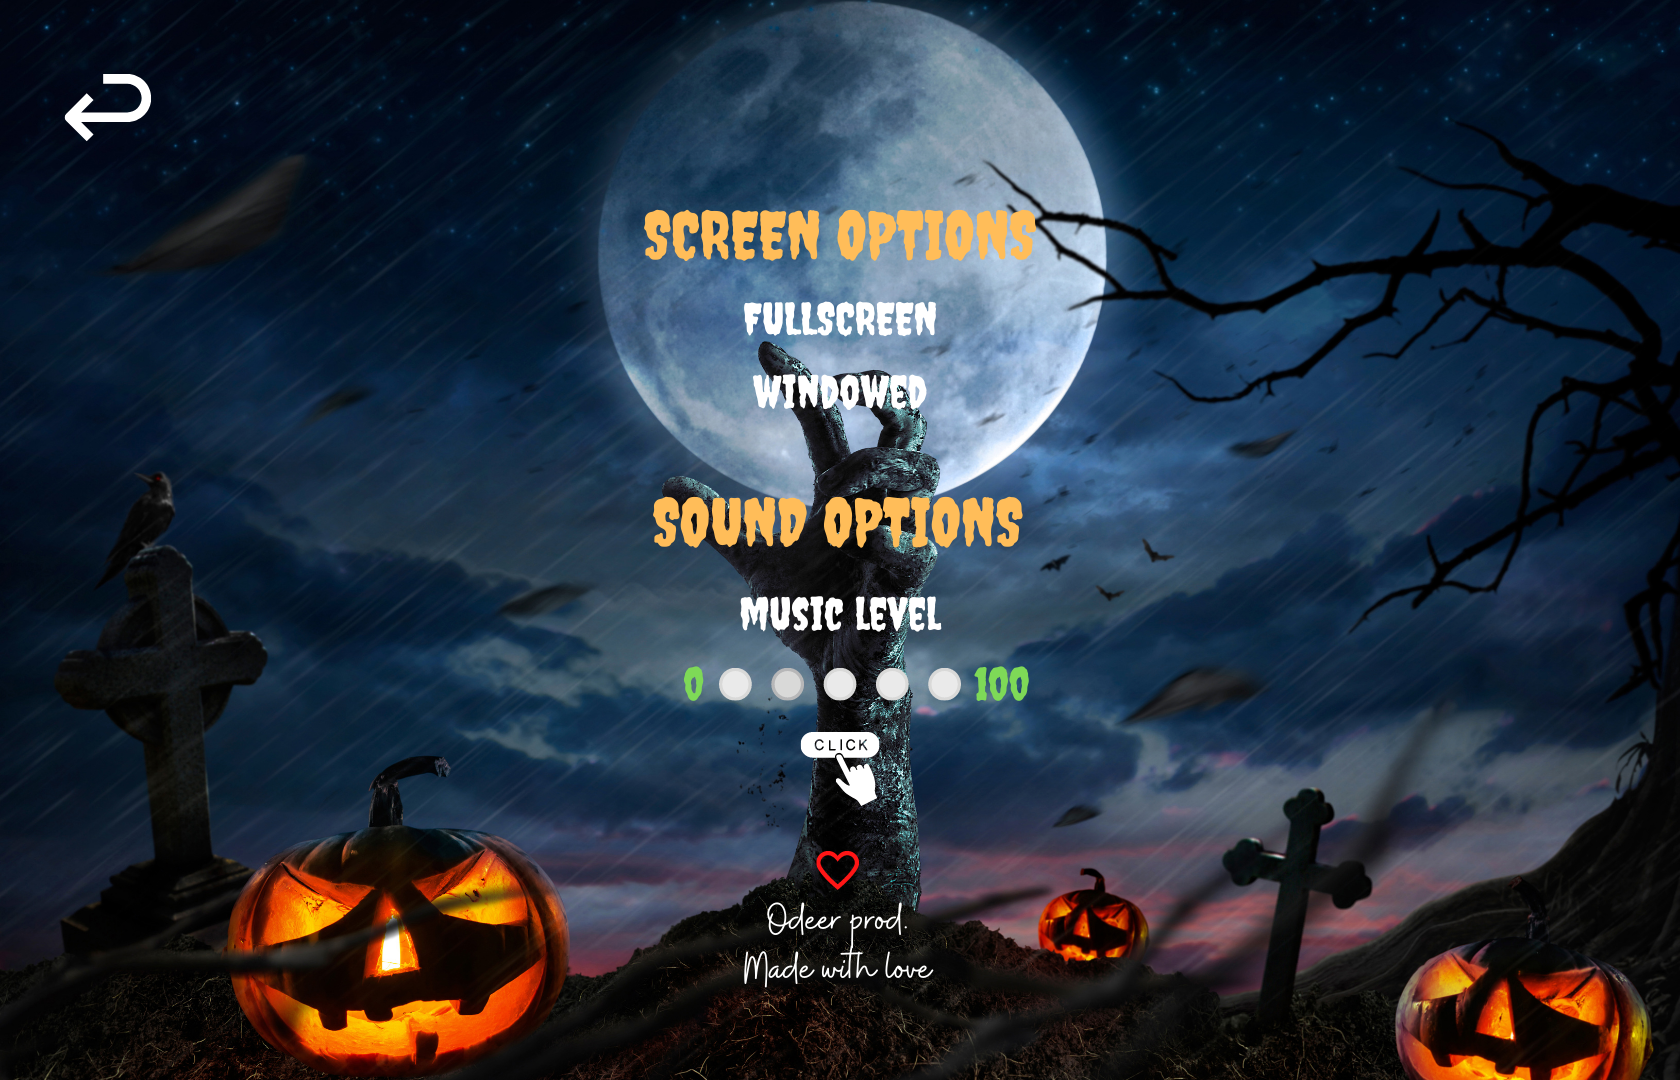 SCREEN OPTIONS
FULLSCREEN
WINDOWED
SOUND OPTIONS
MUSIC LEVEL
0 100
CLICK
Odeer prod.
Made with love